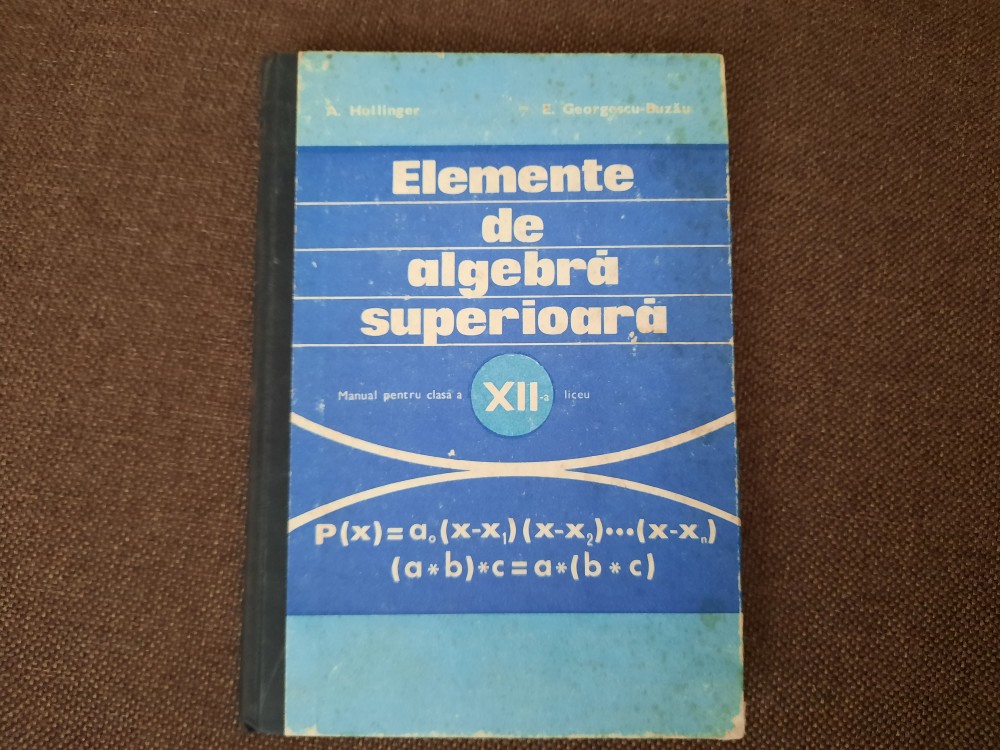 A. Hollinger E. Georgescu-Buzău
Elemente
de
algebră
superioară
Manual pentru clasa a XII-a liceu
P(x)=a₀(x-x₁)(x-x₂)•••(x-xₙ)
(a*b)*c=a*(b*c)